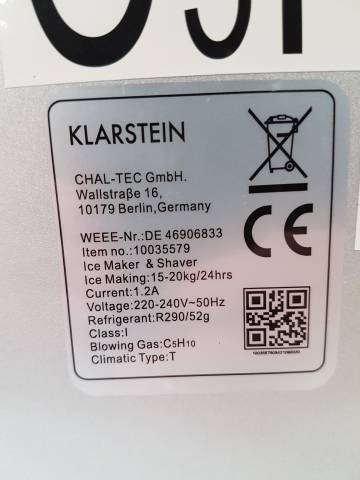 KLARSTEIN
CHAL-TEC GmbH.
Wallstraße 16,
10179 Berlin,Germany
WEEE-Nr.:DE 46906833
Item no.:10035579
Ice Maker & Shaver
Ice Making:15-20kg/24hrs
Current:1.2A
Voltage:220-240V~50Hz
Refrigerant:R290/52g
Class:I
Blowing Gas:C₅H₁₀
Climatic Type:T
CE